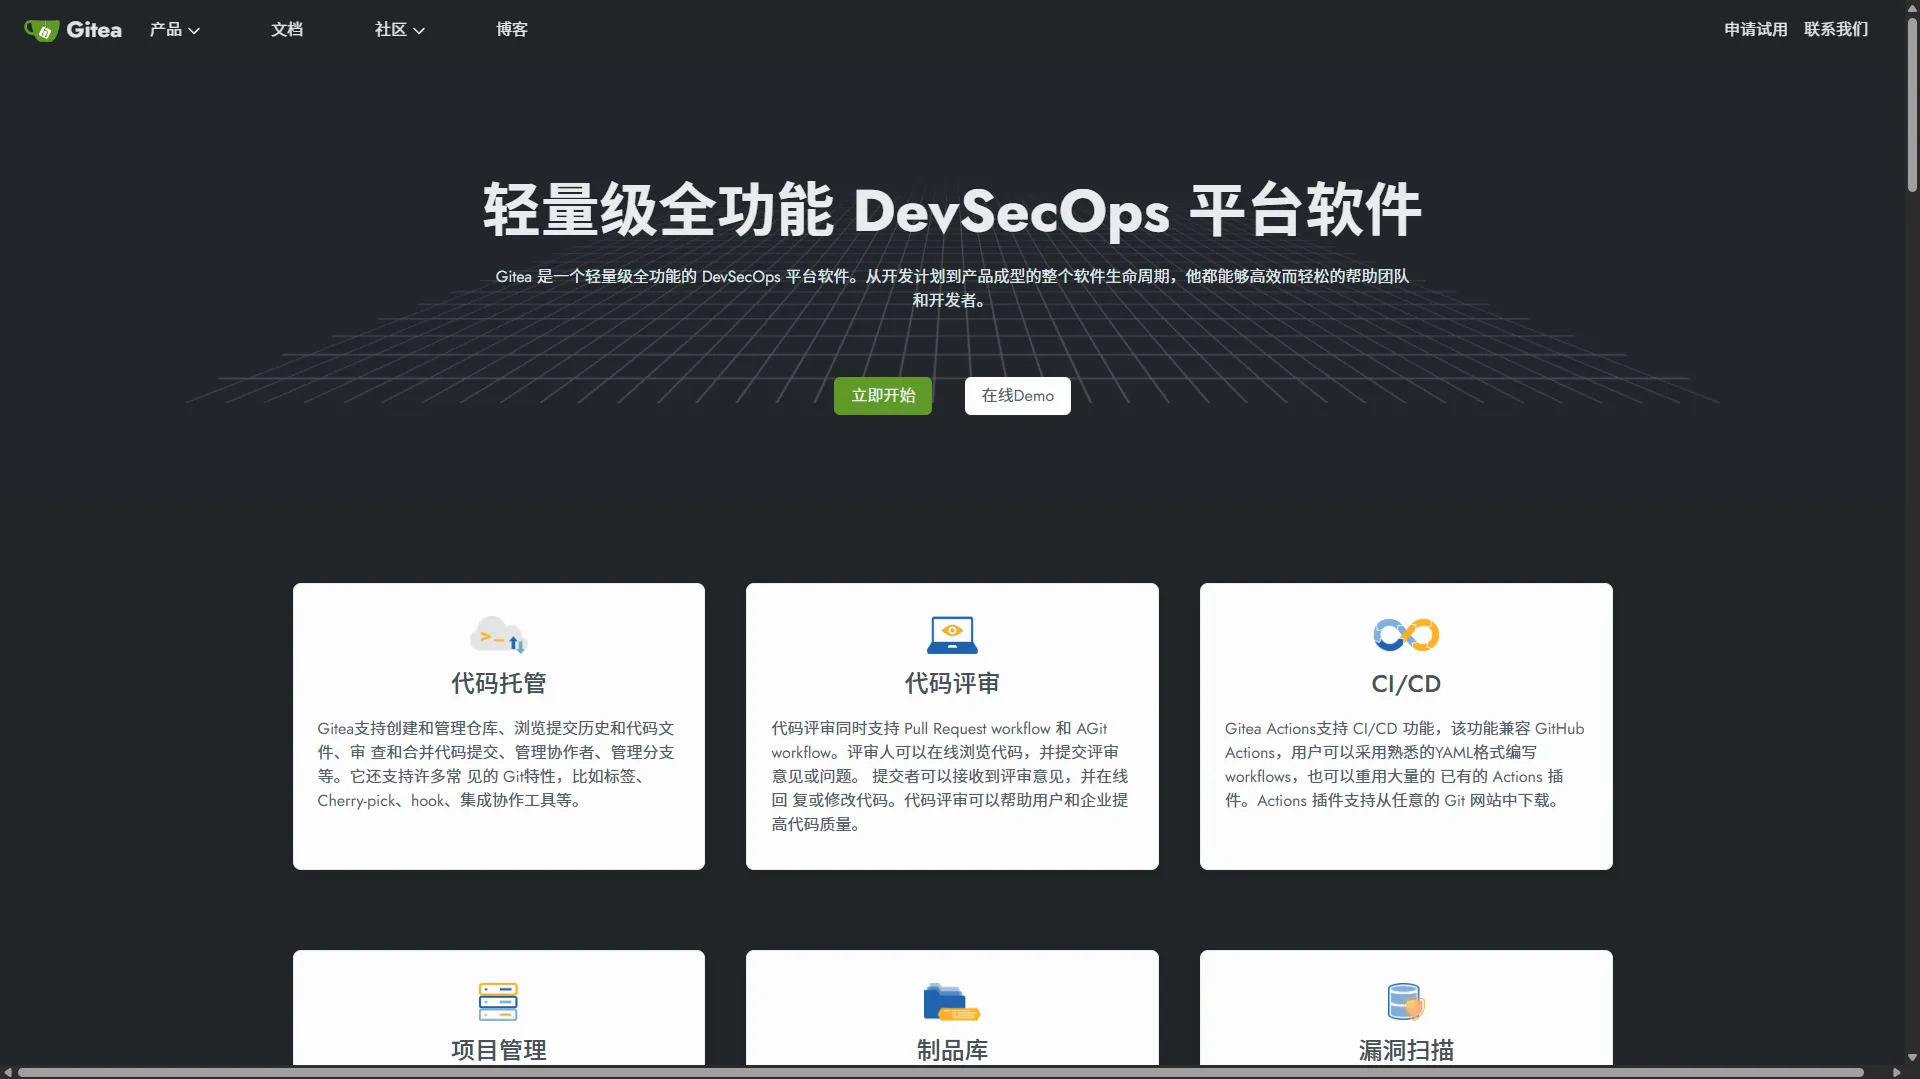 Gitea
产品
文档
社区
博客
申请试用
联系我们
轻量级全功能 DevSecOps 平台软件
Gitea 是一个轻量级全功能的 DevSecOps 平台软件。从开发计划到产品成型的整个软件生命周期，他都能够高效而轻松的帮助团队
和开发者。
立即开始
在线Demo
代码托管
Gitea支持创建和管理仓库、浏览提交历史和代码文
件、审 查和合并代码提交、管理协作者、管理分支
等。它还支持许多常 见的 Git特性，比如标签、
Cherry-pick、hook、集成协作工具等。
代码评审
代码评审同时支持 Pull Request workflow 和 AGit
workflow。评审人可以在线浏览代码，并提交评审
意见或问题。 提交者可以接收到评审意见，并在线
回 复或修改代码。代码评审可以帮助用户和企业提
高代码质量。
CI/CD
Gitea Actions支持 CI/CD 功能，该功能兼容 GitHub
Actions，用户可以采用熟悉的YAML格式编写
workflows，也可以重用大量的 已有的 Actions 插
件。Actions 插件支持从任意的 Git 网站中下载。
项目管理
制品库
漏洞扫描